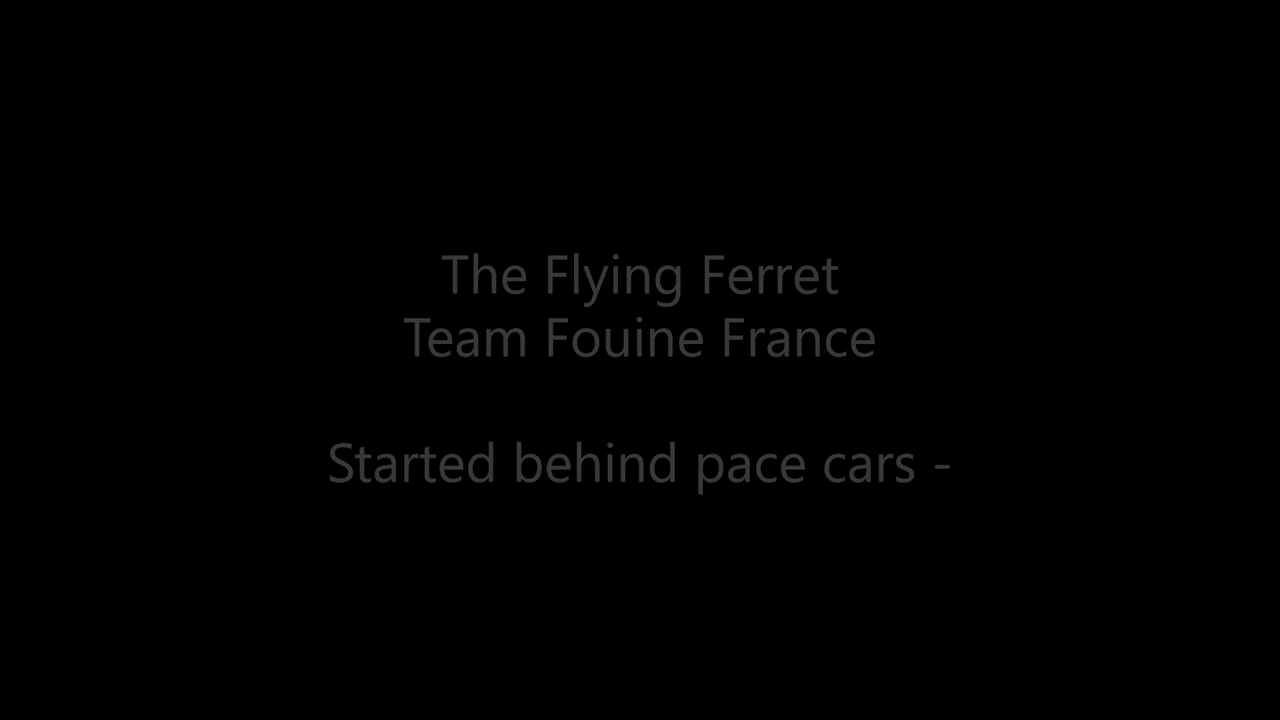 The Flying Ferret
Team Fouine France
Started behind pace cars -